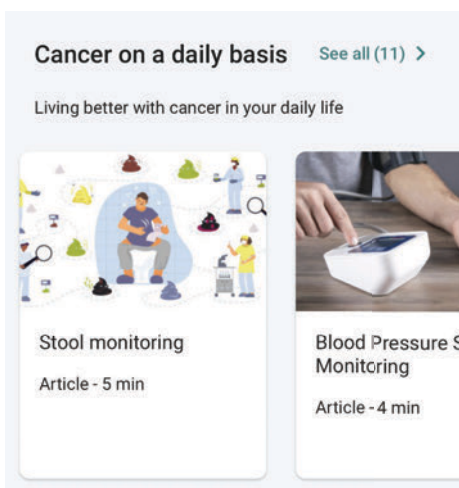 Cancer on a daily basis
See all (11) >
Living better with cancer in your daily life
Stool monitoring
Article - 5 min
Blood Pressure S
Monitoring
Article - 4 min